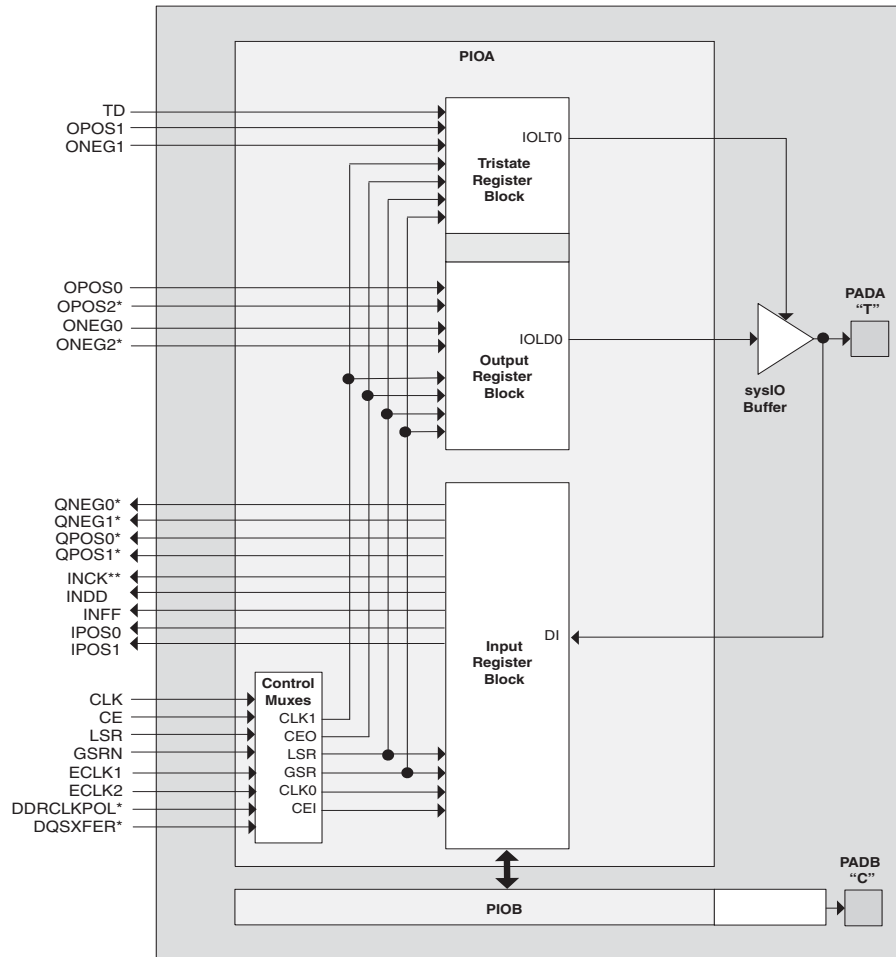 PIOA
TD
OPOS1
ONEG1
IOLT0
Tristate
Register
Block
OPOS0
OPOS2*
ONEG0
ONEG2*
IOLD0
Output
Register
Block
PADA
“T”
sysIO
Buffer
QNEG0*
QNEG1*
QPOS0*
QPOS1*
INCK**
INDD
INFF
IPOS0
IPOS1
DI
Input
Register
Block
CLK
CE
LSR
GSRN
ECLK1
ECLK2
DDRCLKPOL*
DQSXFER*
Control
Muxes
CLK1
CEO
LSR
GSR
CLK0
CEI
PADB
“C”
PIOB